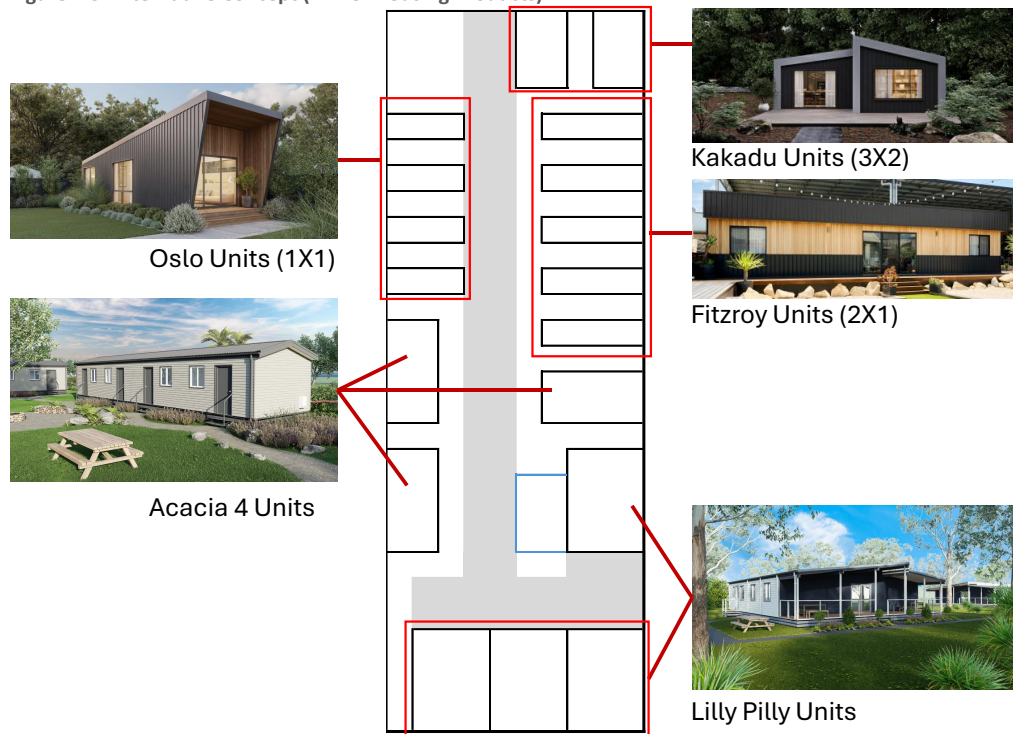 Kakadu Units (3X2)
Oslo Units (1X1)
Fitzroy Units (2X1)
Acacia 4 Units
Lilly Pilly Units